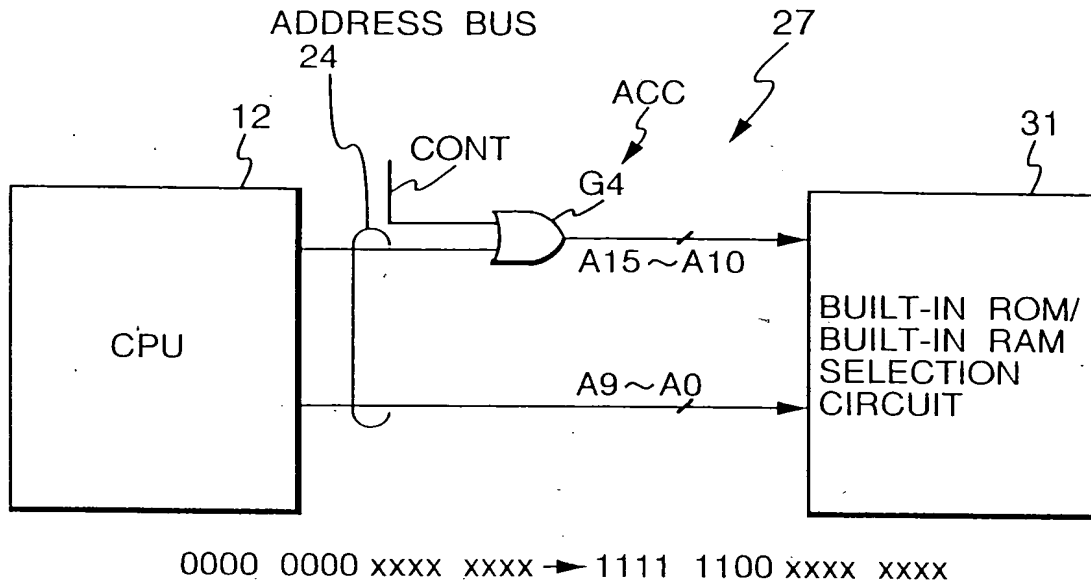 ADDRESS BUS
24
27
ACC
12
CONT
G4
31
A15～A10
CPU
BUILT-IN ROM/
BUILT-IN RAM
SELECTION
CIRCUIT
A9～A0
0000 0000 xxxx xxxx → 1111 1100 xxxx xxxx